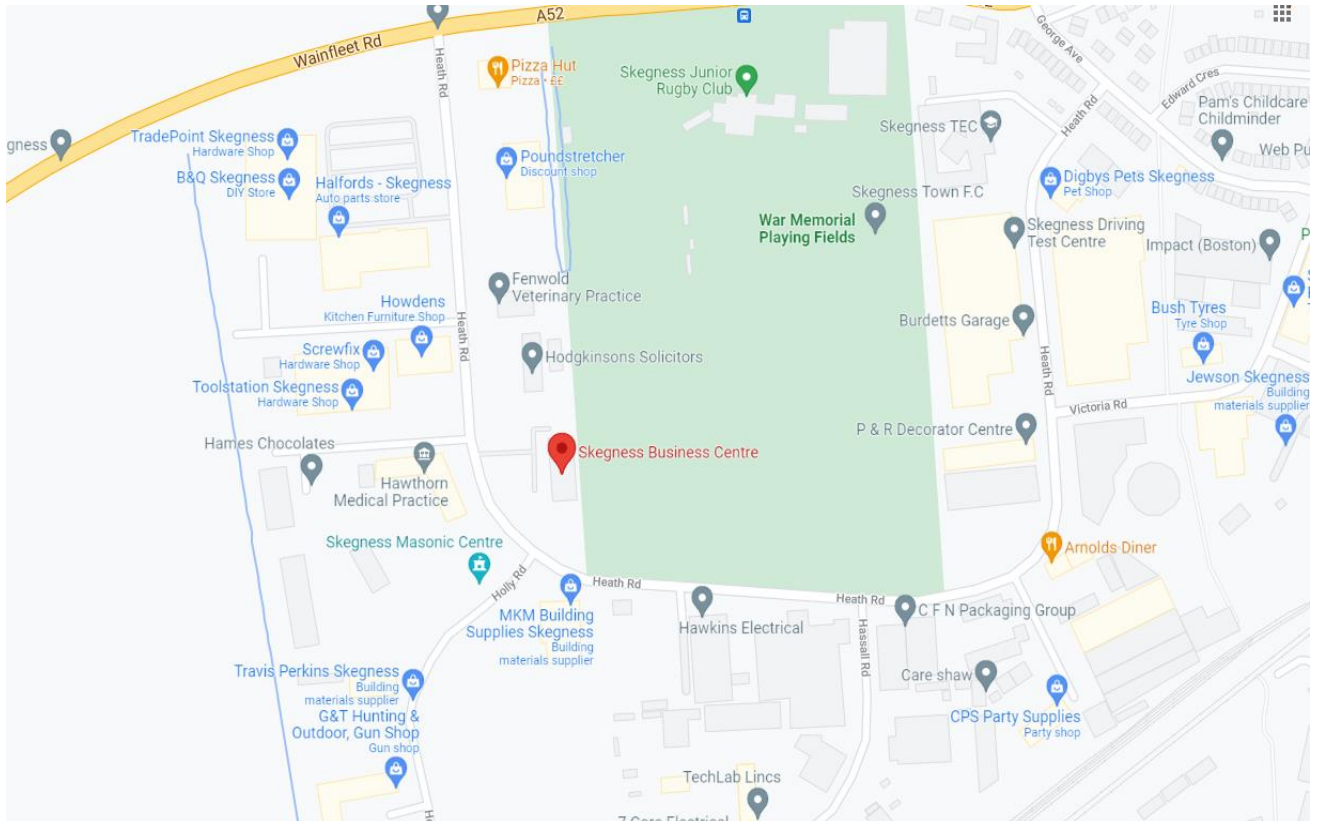 A52
Wainfleet Rd
Heath Rd
George Ave
Edward Cres
Heath Rd
Pizza Hut
Pizza · ££
Skegness Junior
Rugby Club
Pam's Childcare
Childminder
Skegness TEC
gness
TradePoint Skegness
Hardware Shop
Web Pu
Poundstretcher
Discount shop
B&Q Skegness
DIY Store
Halfords - Skegness
Auto parts store
Digbys Pets Skegness
Pet Shop
Skegness Town F.C
War Memorial
Playing Fields
Skegness Driving
Test Centre
Impact (Boston)
P
Fenwold
Veterinary Practice
Howdens
Kitchen Furniture Shop
Heath Rd
Burdetts Garage
Bush Tyres
Tyre Shop
Screwfix
Hardware Shop
Hodgkinsons Solicitors
Heath Rd
Toolstation Skegness
Hardware Shop
Jewson Skegness
Building
materials supplier
Victoria Rd
Hames Chocolates
P & R Decorator Centre
Skegness Business Centre
Hawthorn
Medical Practice
Skegness Masonic Centre
Arnolds Diner
Holly Rd
Heath Rd
Heath Rd
MKM Building
Supplies Skegness
Building
materials supplier
Hawkins Electrical
C F N Packaging Group
Hassall Rd
Travis Perkins Skegness
Building
materials supplier
Care shaw
G&T Hunting &
Outdoor, Gun Shop
Gun shop
CPS Party Supplies
Party shop
TechLab Lincs